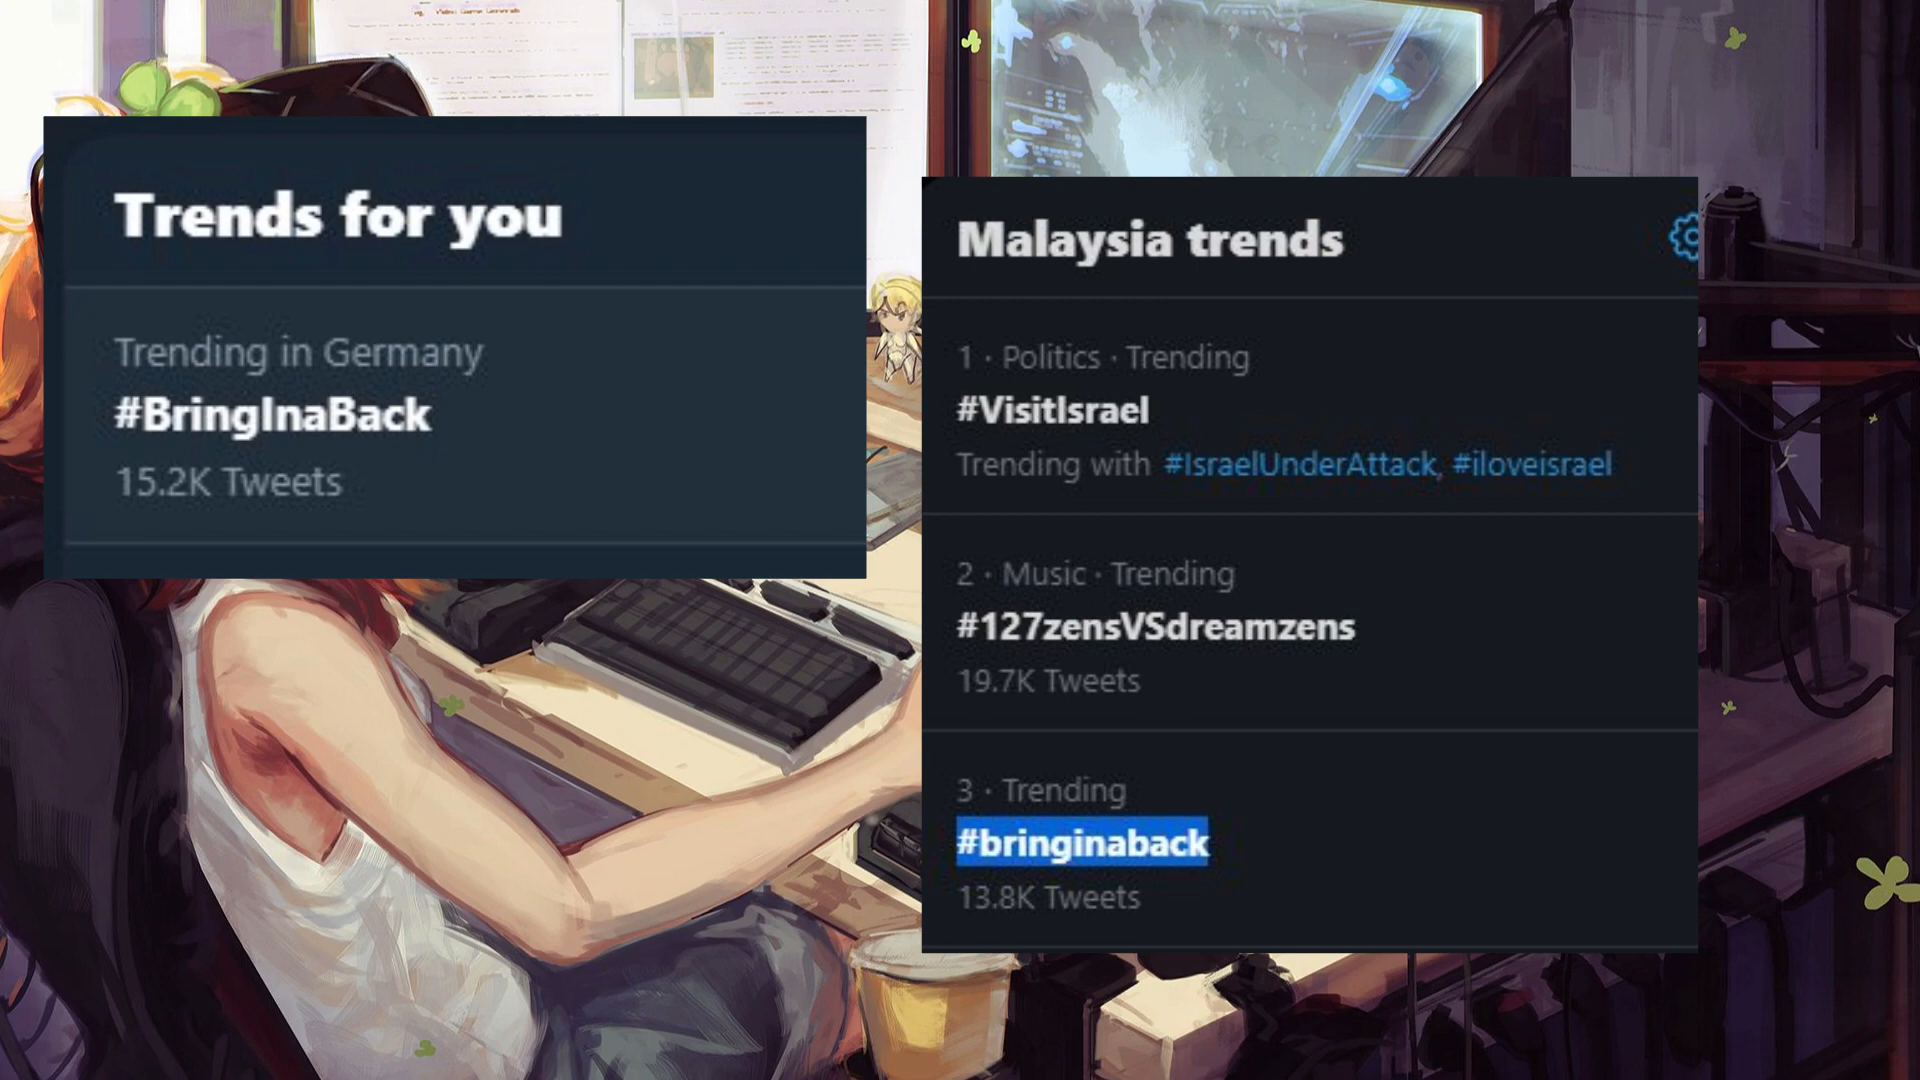 Trends for you
Trending in Germany
#BringInaBack
15.2K Tweets
Malaysia trends
1 · Politics · Trending
#VisitIsrael
Trending with #IsraelUnderAttack, #iloveisrael
2 · Music · Trending
#127zensVSdreamzens
19.7K Tweets
3 · Trending
#bringinaback
13.8K Tweets